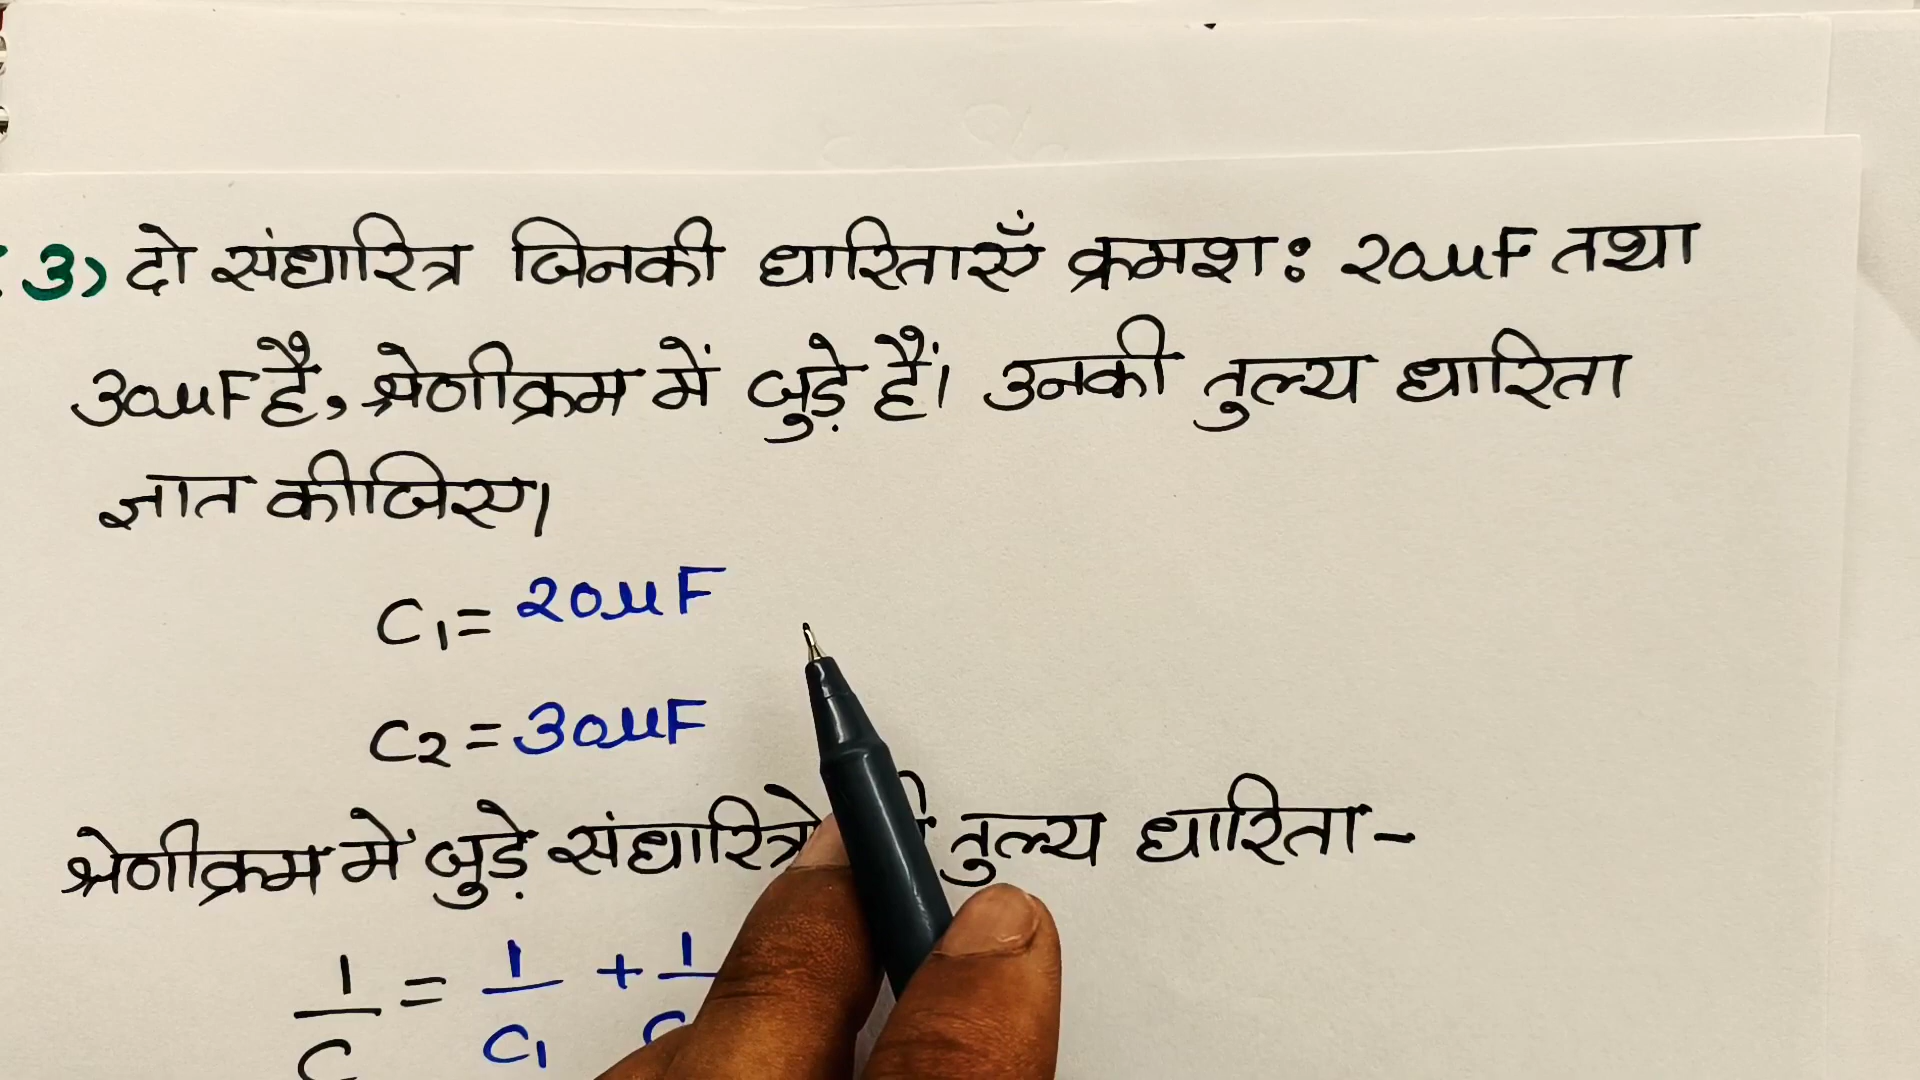 3) दो संधारित्र जिनकी धारिताएँ क्रमश: 20μF तथा
30μF है, श्रेणीक्रम में जुड़े हैं। उनकी तुल्य धारिता
ज्ञात कीजिए।
C₁ = 20μF
C₂ = 30μF
श्रेणीक्रम में जुड़े संधारित्रो तुल्य धारिता -
1/C = 1/C₁ + 1/C